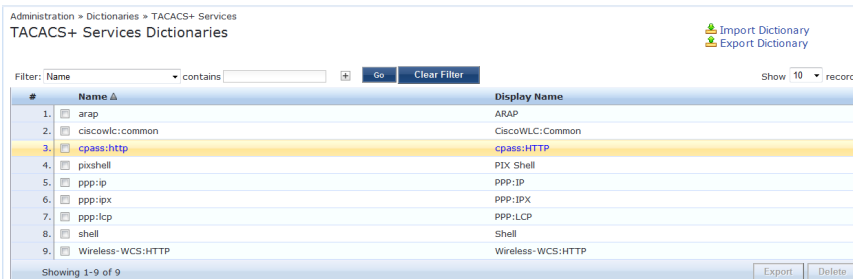 Administration » Dictionaries » TACACS+ Services
TACACS+ Services Dictionaries
Import Dictionary
Export Dictionary
Filter: Name contains + Go Clear Filter Show 10
# Name Display Name
1. arap ARAP
2. ciscowlc:common CiscoWLC:Common
3. cpass:http cpass:HTTP
4. pixshell PIX Shell
5. ppp:ip PPP:IP
6. ppp:ipx PPP:IPX
7. ppp:lcp PPP:LCP
8. shell Shell
9. Wireless-WCS:HTTP Wireless-WCS:HTTP
Showing 1-9 of 9 Export Delete